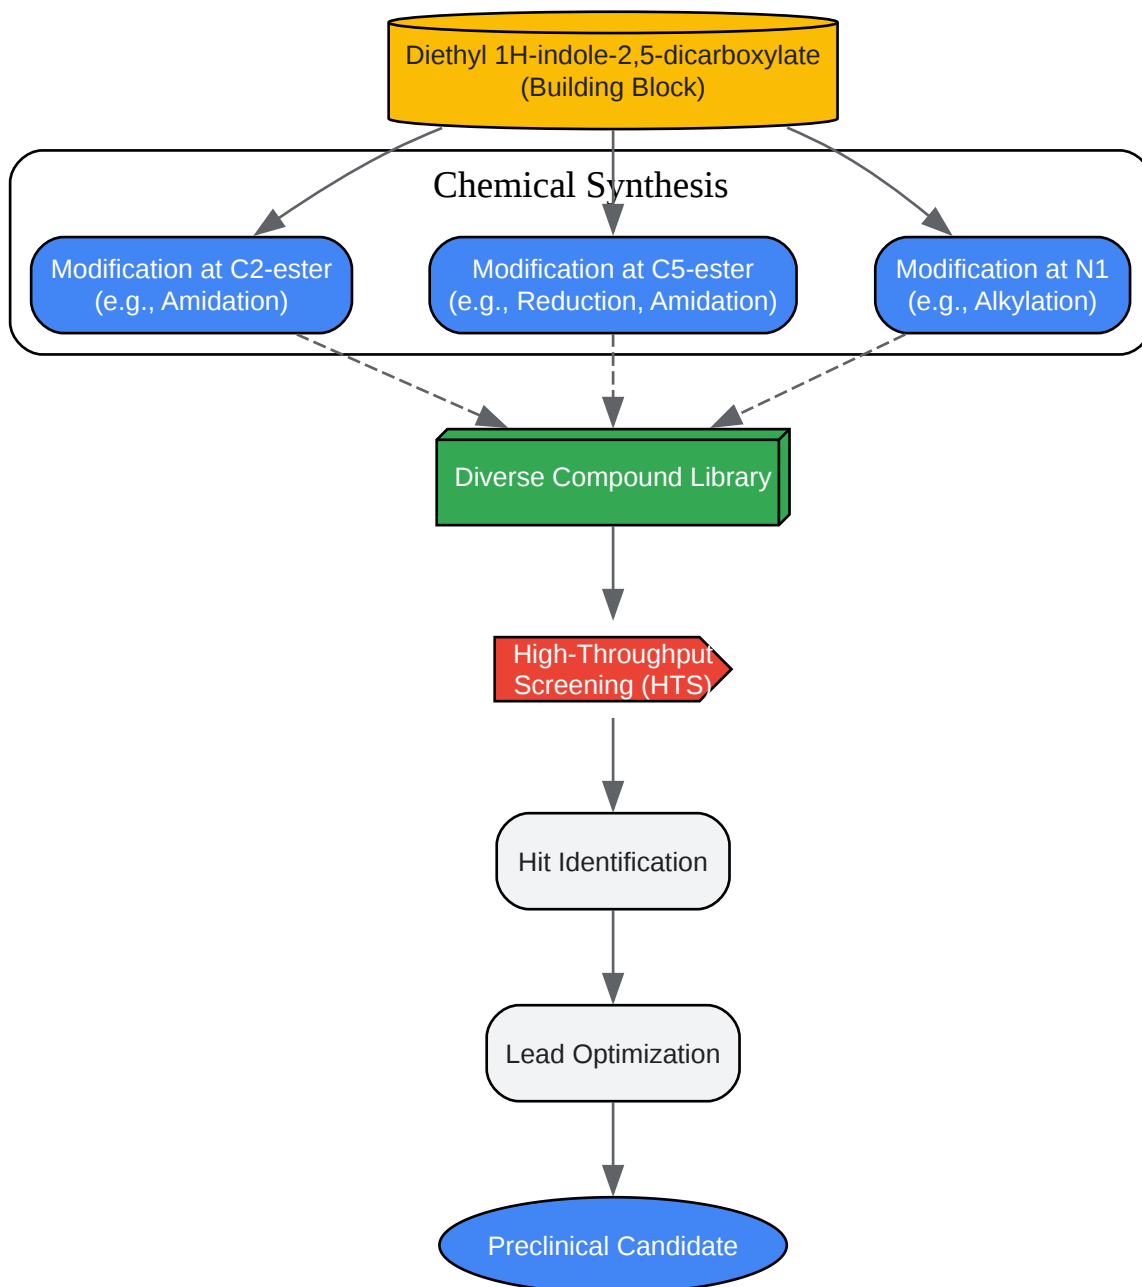 Diethyl 1H-indole-2,5-dicarboxylate
(Building Block)
Chemical Synthesis
Modification at C2-ester
(e.g., Amidation)
Modification at C5-ester
(e.g., Reduction, Amidation)
Modification at N1
(e.g., Alkylation)
Diverse Compound Library
High-Throughput
Screening (HTS)
Hit Identification
Lead Optimization
Preclinical Candidate